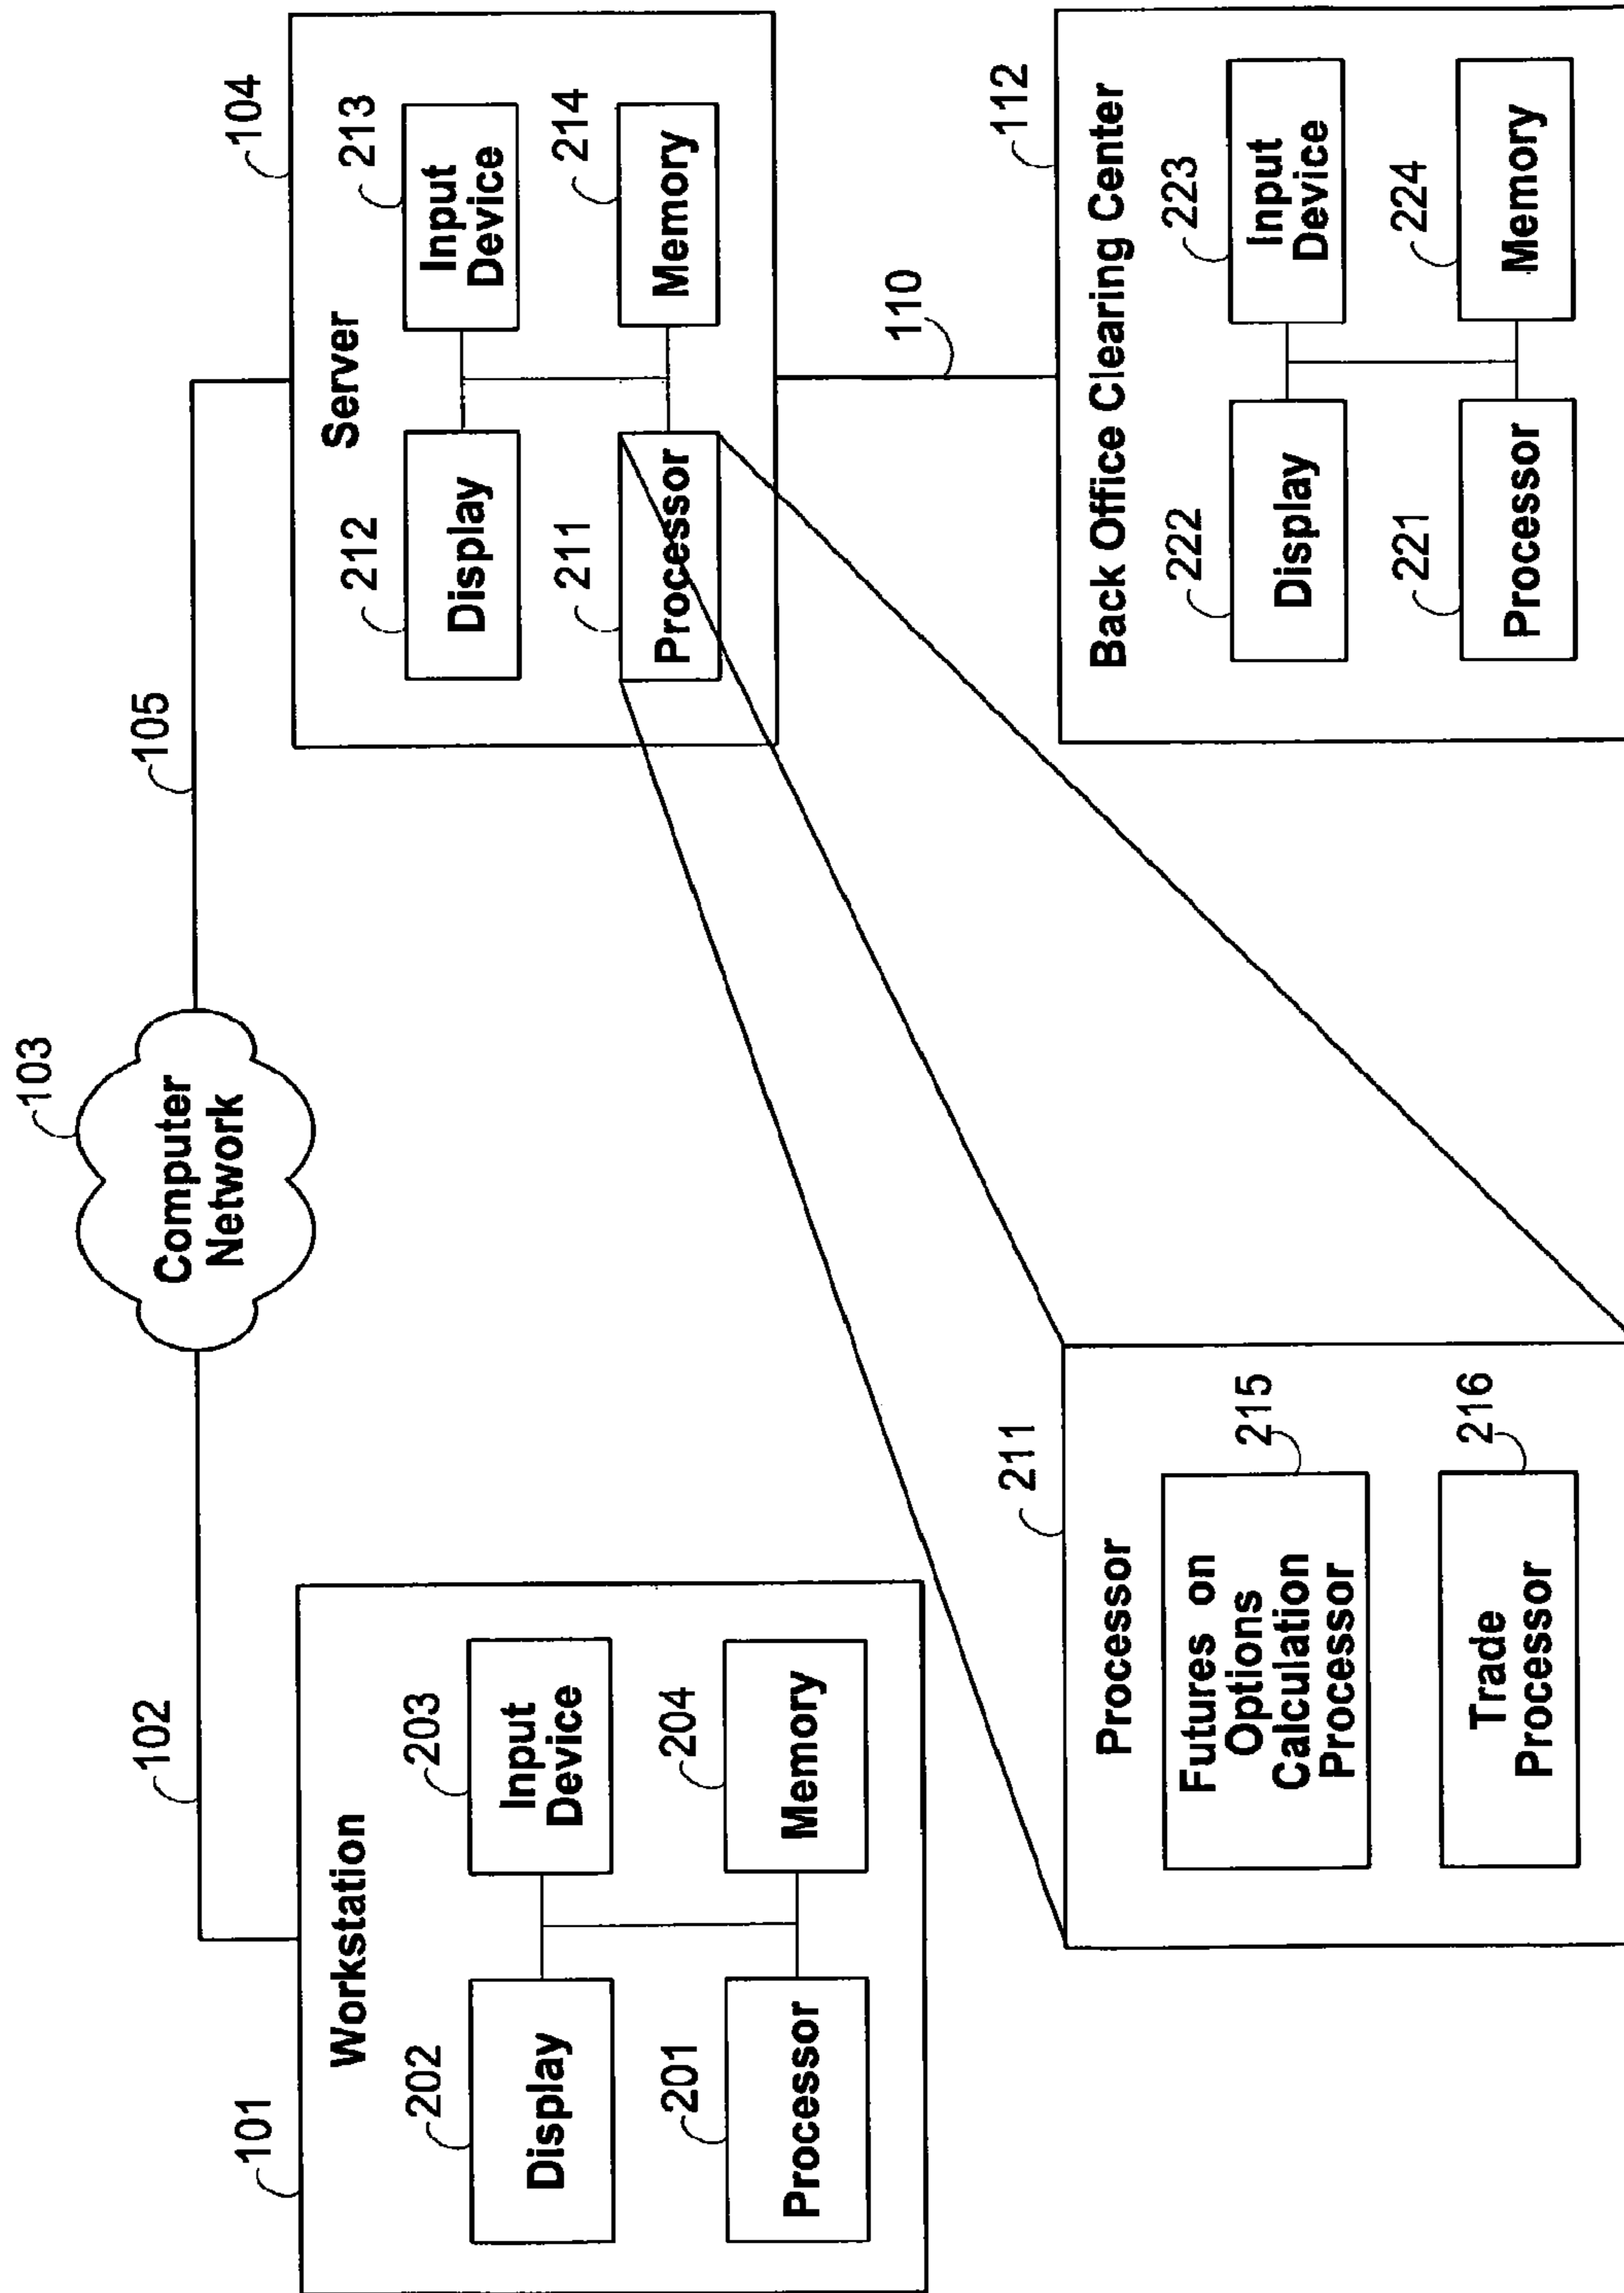 103
Computer
Network
102
105
101
Workstation
202
Display
203
Input
Device
201
Processor
204
Memory
104
Server
212
Display
213
Input
Device
211
Processor
214
Memory
110
211
Processor
215
Futures on
Options
Calculation
Processor
216
Trade
Processor
112
Back Office Clearing Center
222
Display
223
Input
Device
221
Processor
224
Memory